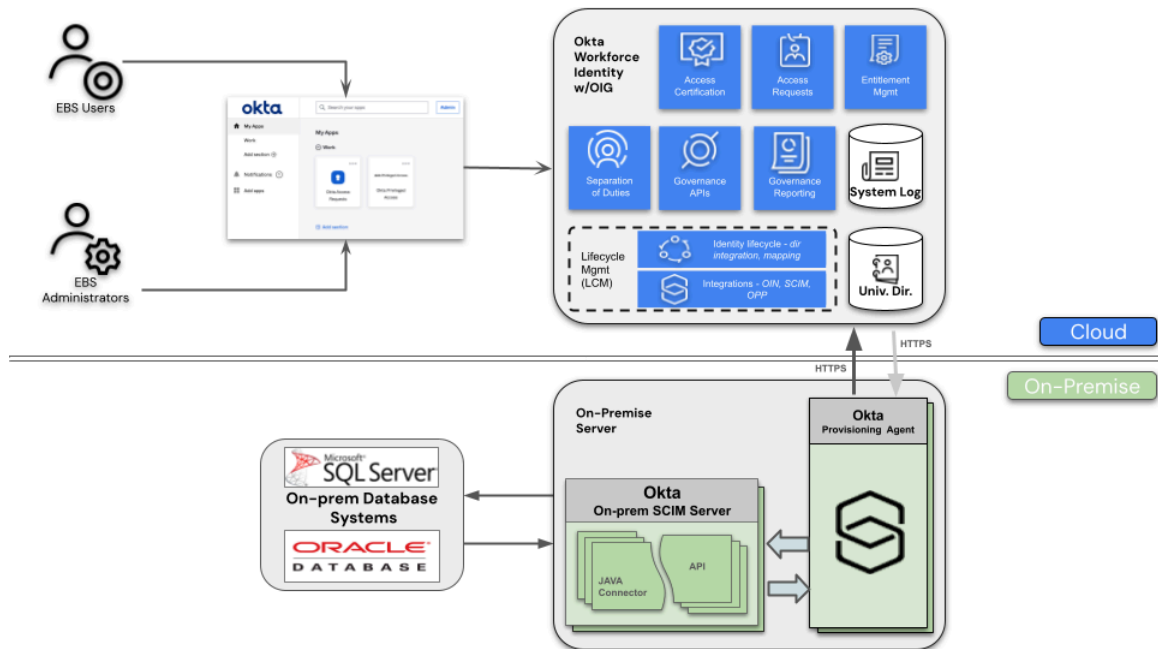 EBS Users
EBS
Administrators
okta
Search your apps
Admin
My Apps
Work
Add section
Notifications
Add apps
My Apps
Work
Okta Access
Requests
Okta Privileged
Access
Add section
Okta
Workforce
Identity
w/OIG
Access
Certification
Access
Requests
Entitlement
Mgmt
Separation
of Duties
Governance
APIs
Governance
Reporting
System Log
Lifecycle
Mgmt
(LCM)
Identity lifecycle - dir
integration, mapping
Integrations - OIN, SCIM,
OPP
Univ. Dir.
HTTPS
HTTPS
Cloud
On-Premise
On-Premise
Server
Okta
Provisioning Agent
Okta
On-prem SCIM Server
JAVA
Connector
API
Microsoft
SQL Server
On-prem Database
Systems
ORACLE
DATABASE